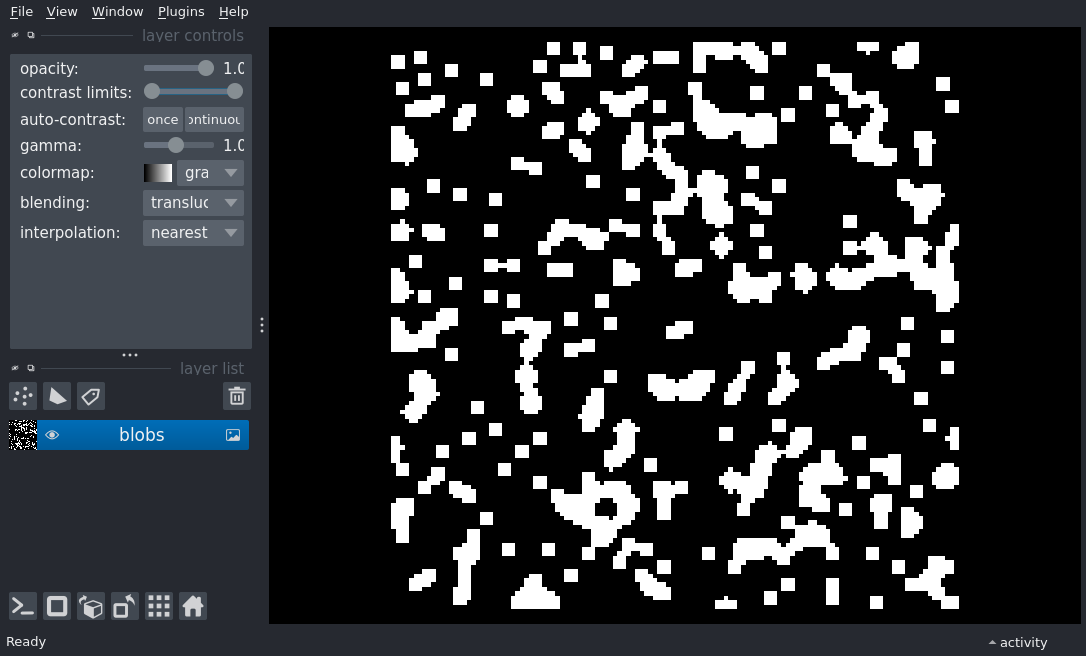 File View Window Plugins Help
layer controls
opacity: 1.0
contrast limits:
auto-contrast: once ontinuou
gamma: 1.0
colormap: gra
blending: transluc
interpolation: nearest
layer list
blobs
Ready activity